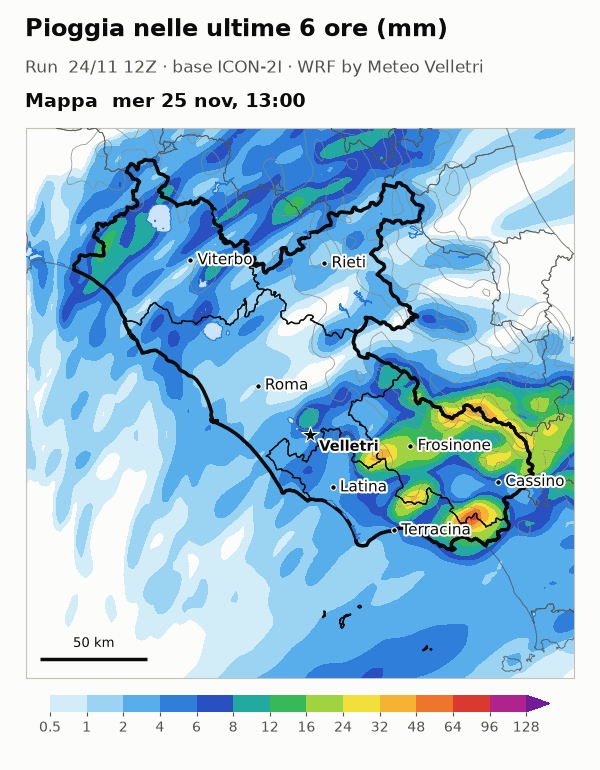 Pioggia nelle ultime 6 ore (mm)
Run 24/11 12Z · base ICON-2I · WRF by Meteo Velletri
Mappa mer 25 nov, 13:00
Viterbo
Rieti
Roma
Velletri
Frosinone
Latina
Cassino
Terracina
50 km
0.5 1 2 4 6 8 12 16 24 32 48 64 96 128